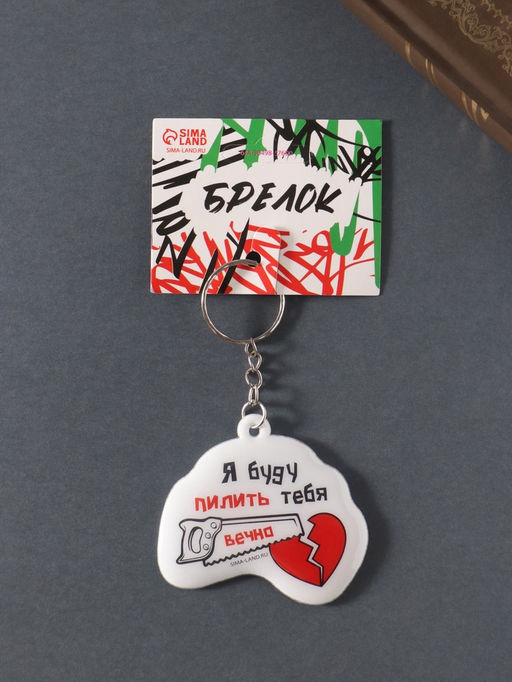 SIMA
LAND
SIMA-LAND.RU
БРЕЛОК
Я буду
пилить тебя
вечно
SIMA-LAND.RU